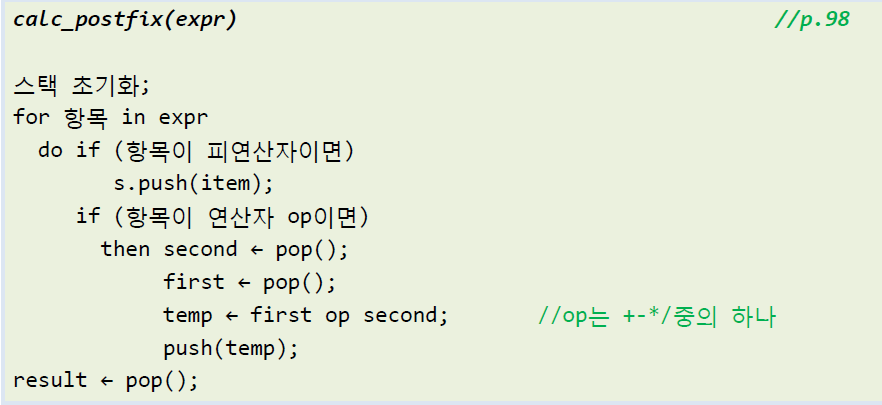 calc_postfix(expr) //p.98
스택 초기화;
for 항목 in expr
do if (항목이 피연산자이면)
s.push(item);
if (항목이 연산자 op이면)
then second ← pop();
first ← pop();
temp ← first op second; //op는 +-*/중의 하나
push(temp);
result ← pop();